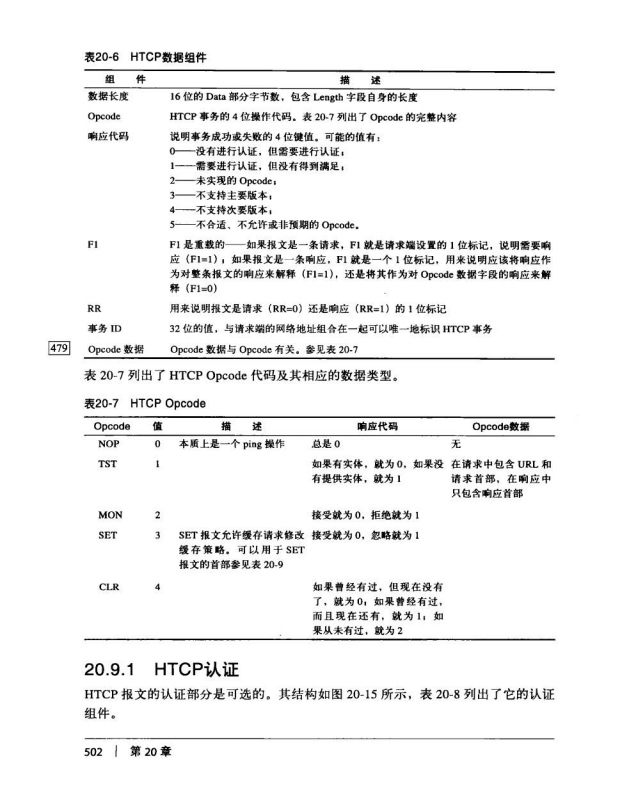 表20-6 HTCP数据组件
组 件 描 述
数据长度 16 位的 Data 部分字节数，包含 Length 字段自身的长度
Opcode HTCP 事务的 4 位操作代码。表 20-7 列出了 Opcode 的完整内容
响应代码 说明事务成功或失败的 4 位键值。可能的值有：
0——没有进行认证，但需要进行认证；
1——需要进行认证，但没有得到满足；
2——未实现的 Opcode；
3——不支持主要版本；
4——不支持次要版本；
5——不合适、不允许或非预期的 Opcode。
F1 F1 是重载的——如果报文是一条请求，F1 就是请求端设置的 1 位标记，说明需要响
应（F1=1）；如果报文是一条响应，F1 就是一个 1 位标记，用来说明应该将响应作
为对整条报文的响应来解释（F1=1），还是将其作为对 Opcode 数据字段的响应来解
释（F1=0）
RR 用来说明报文是请求（RR=0）还是响应（RR=1）的 1 位标记
事务 ID 32 位的值，与请求端的网络地址组合在一起可以唯一地标识 HTCP 事务
479 Opcode 数据 Opcode 数据与 Opcode 有关。参见表 20-7
表 20-7 列出了 HTCP Opcode 代码及其相应的数据类型。
表20-7 HTCP Opcode
Opcode 值 描 述 响应代码 Opcode数据
NOP 0 本质上是一个 ping 操作 总是 0 无
TST 1 如果有实体，就为 0，如果没 在请求中包含 URL 和
有提供实体，就为 1 请求首部，在响应中
只包含响应首部
MON 2 接受就为 0，拒绝就为 1
SET 3 SET 报文允许缓存请求修改 接受就为 0，忽略就为 1
缓存策略。可以用于 SET
报文的首部参见表 20-9
CLR 4 如果曾经有过，但现在没有
了，就为 0；如果曾经有过，
而且现在还有，就为 1；如
果从未有过，就为 2
20.9.1 HTCP认证
HTCP 报文的认证部分是可选的。其结构如图 20-15 所示，表 20-8 列出了它的认证
组件。
502 | 第 20 章